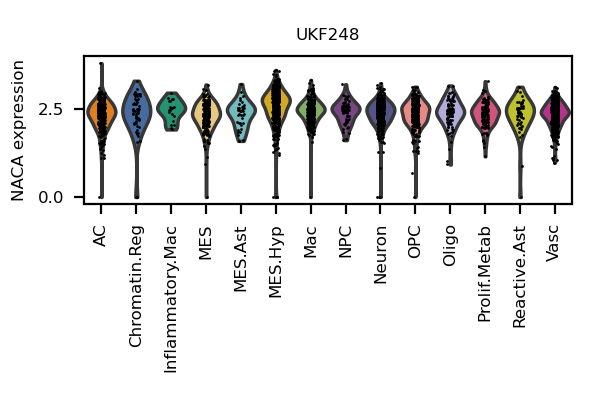 UKF248
NACA expression
2.5
0.0
AC
Chromatin.Reg
Inflammatory.Mac
MES
MES.Ast
MES.Hyp
Mac
NPC
Neuron
OPC
Oligo
Prolif.Metab
Reactive.Ast
Vasc